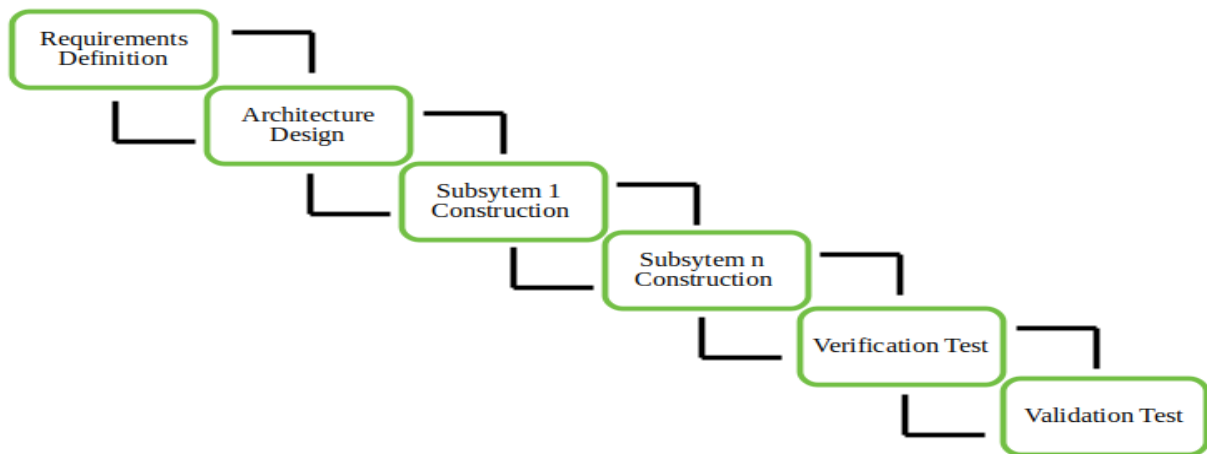 Requirements
Definition
Architecture
Design
Subsytem 1
Construction
Subsytem n
Construction
Verification Test
Validation Test